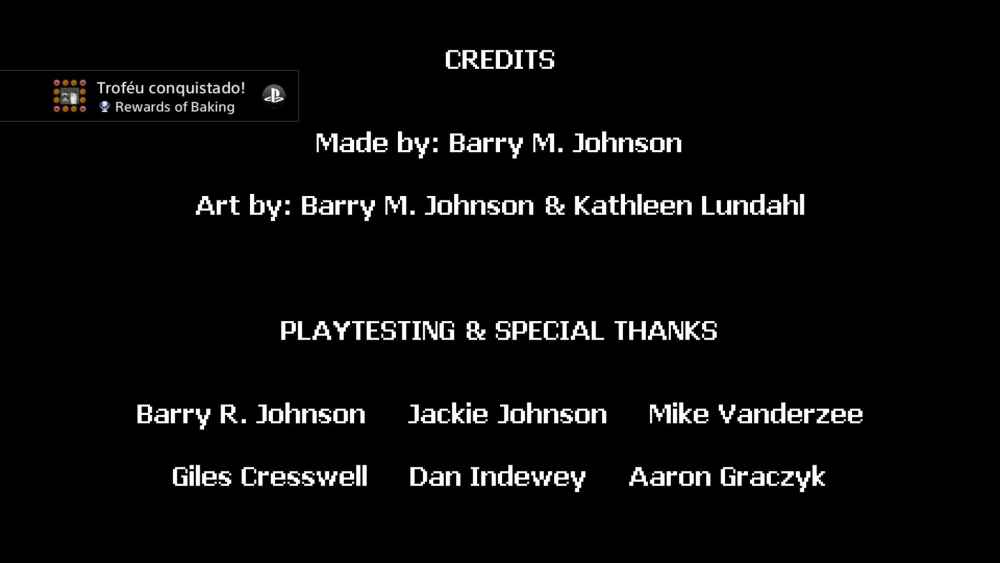 CREDITS
Troféu conquistado!
Rewards of Baking
Made by: Barry M. Johnson
Art by: Barry M. Johnson & Kathleen Lundahl
PLAYTESTING & SPECIAL THANKS
Barry R. Johnson Jackie Johnson Mike Vanderzee
Giles Cresswell Dan Indewey Aaron Graczyk